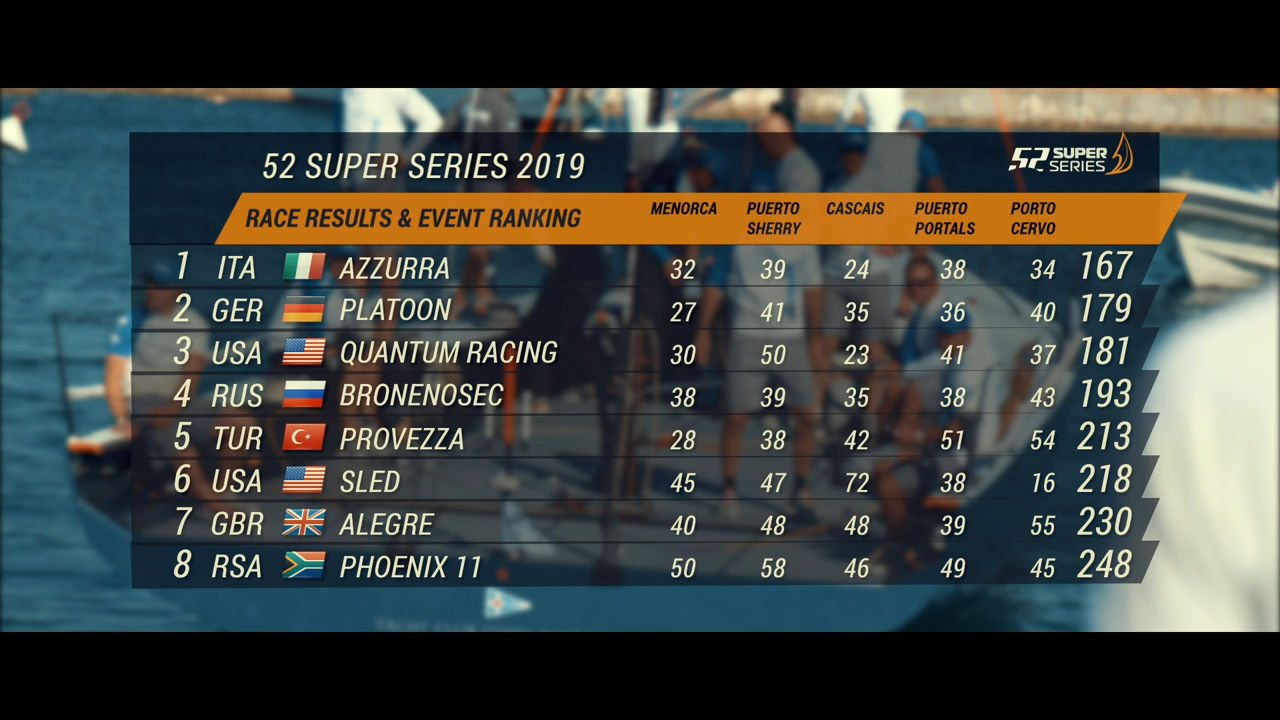 52 SUPER SERIES 2019
52 SUPER SERIES
RACE RESULTS & EVENT RANKING MENORCA PUERTO SHERRY CASCAIS PUERTO PORTALS PORTO CERVO
1 ITA AZZURRA 32 39 24 38 34 167
2 GER PLATOON 27 41 35 36 40 179
3 USA QUANTUM RACING 30 50 23 41 37 181
4 RUS BRONENOSEC 38 39 35 38 43 193
5 TUR PROVEZZA 28 38 42 51 54 213
6 USA SLED 45 47 72 38 16 218
7 GBR ALEGRE 40 48 48 39 55 230
8 RSA PHOENIX 11 50 58 46 49 45 248